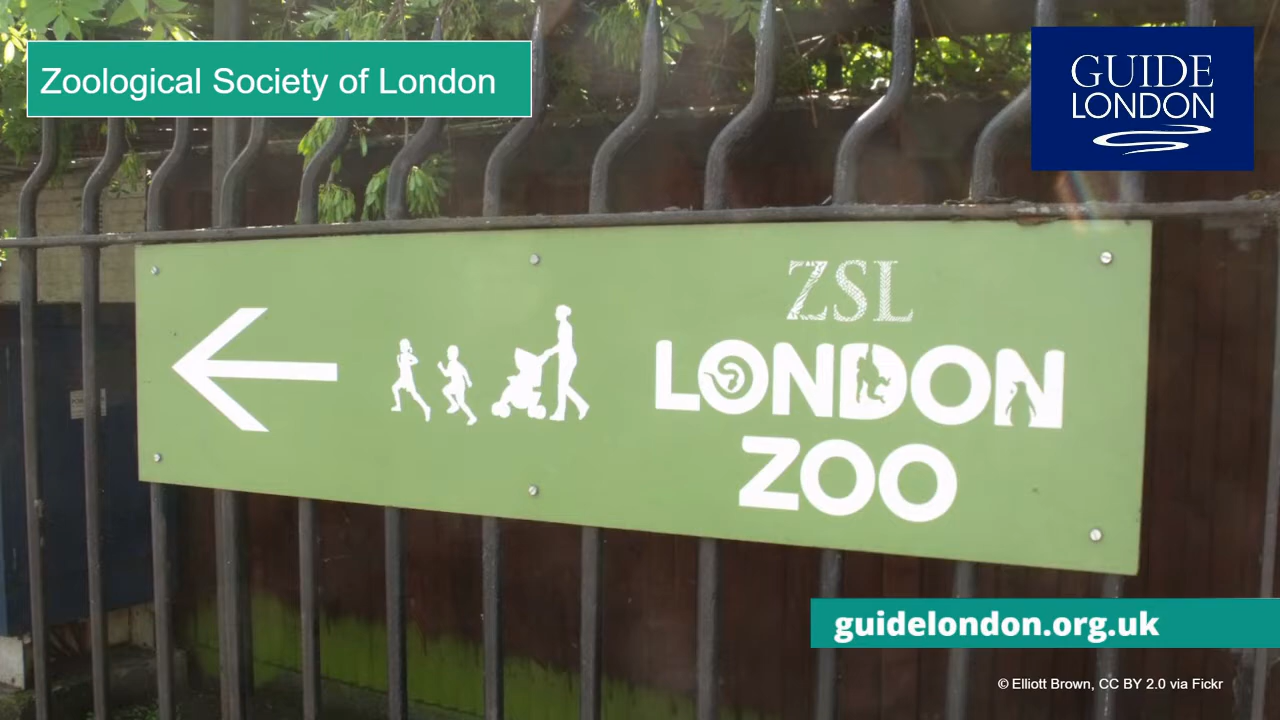 Zoological Society of London
GUIDE
LONDON
ZSL
LONDON
ZOO
guidelondon.org.uk
© Elliott Brown, CC BY 2.0 via Fickr